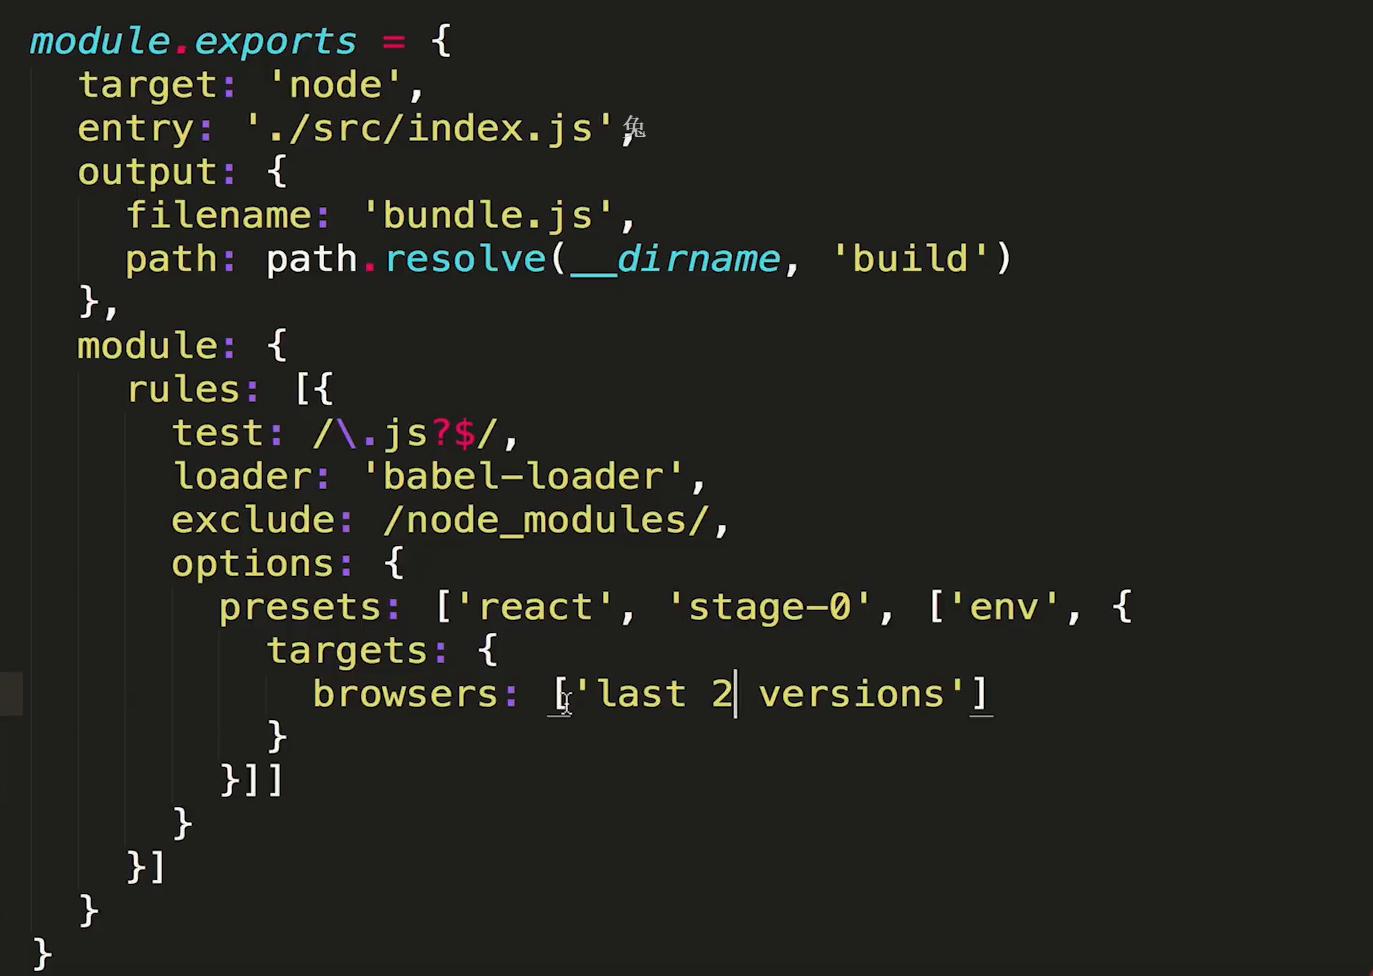 module.exports = {
  target: 'node',
  entry: './src/index.js',兔
  output: {
    filename: 'bundle.js',
    path: path.resolve(__dirname, 'build')
  },
  module: {
    rules: [{
      test: /\.js?$/,
      loader: 'babel-loader',
      exclude: /node_modules/,
      options: {
        presets: ['react', 'stage-0', ['env', {
          targets: {
            browsers: ['last 2 versions']
          }
        }]]
      }
    }]
  }
}